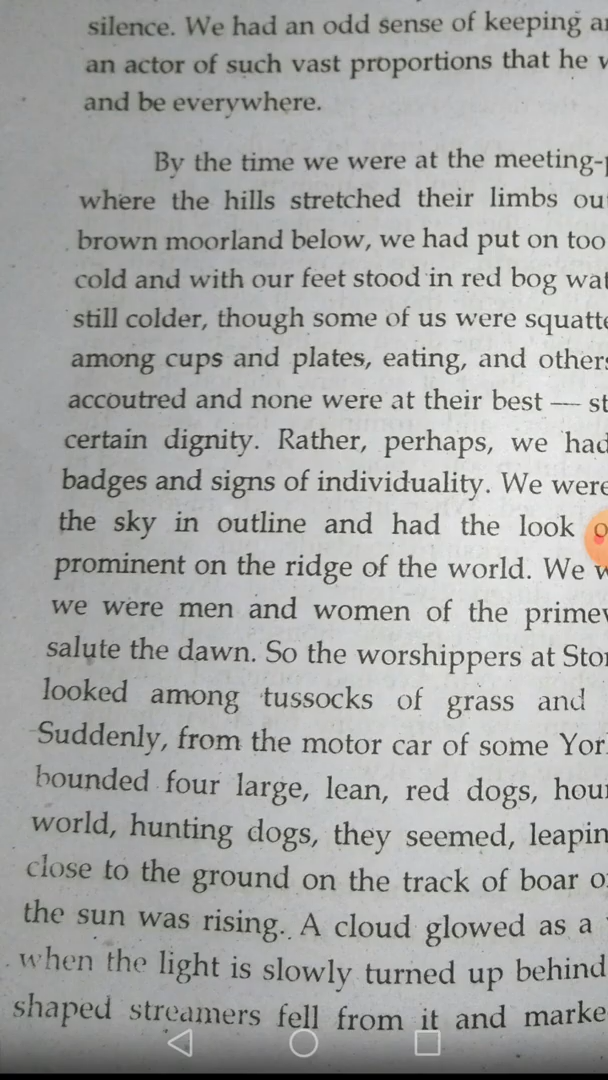 silence. We had an odd sense of keeping
an actor of such vast proportions that he
and be everywhere.
By the time we were at the meeting-
where the hills stretched their limbs
brown moorland below, we had put on too
cold and with our feet stood in red bog
still colder, though some of us were
among cups and plates, eating, and
accoutred and none were at their best —
certain dignity. Rather, perhaps, we had
badges and signs of individuality. We
the sky in outline and had the look
prominent on the ridge of the world. We
we were men and women of the
salute the dawn. So the worshippers at
looked among tussocks of grass and
Suddenly, from the motor car of some
bounded four large, lean, red dogs,
world, hunting dogs, they seemed,
close to the ground on the track of boar
the sun was rising. A cloud glowed as a
when the light is slowly turned up behind
shaped streamers fell from it and